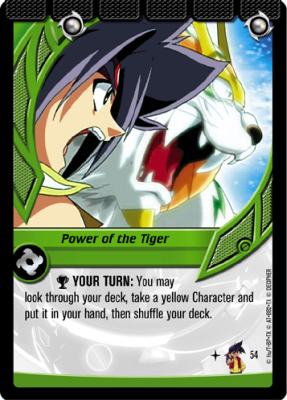 Power of the Tiger
YOUR TURN: You may
look through your deck, take a yellow Character and
put it in your hand, then shuffle your deck.
54